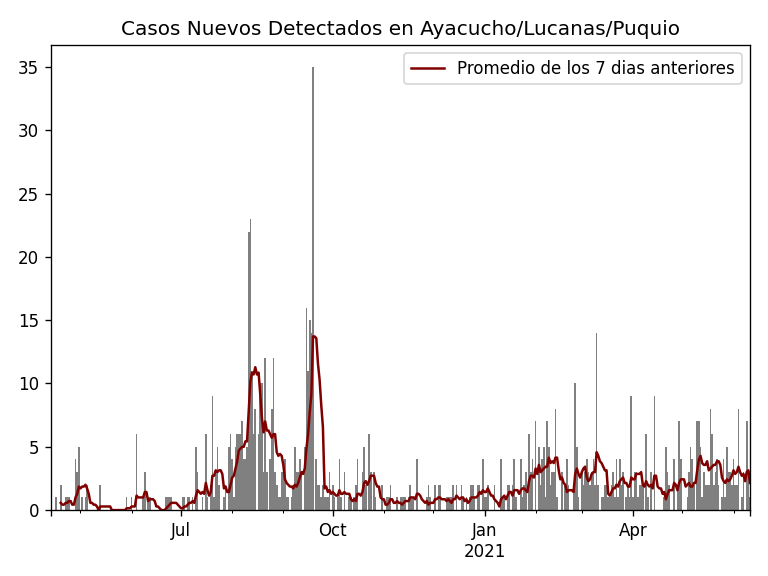 Casos Nuevos Detectados en Ayacucho/Lucanas/Puquio
Promedio de los 7 dias anteriores
35
30
25
20
15
10
5
0
Jul
Oct
Jan
2021
Apr